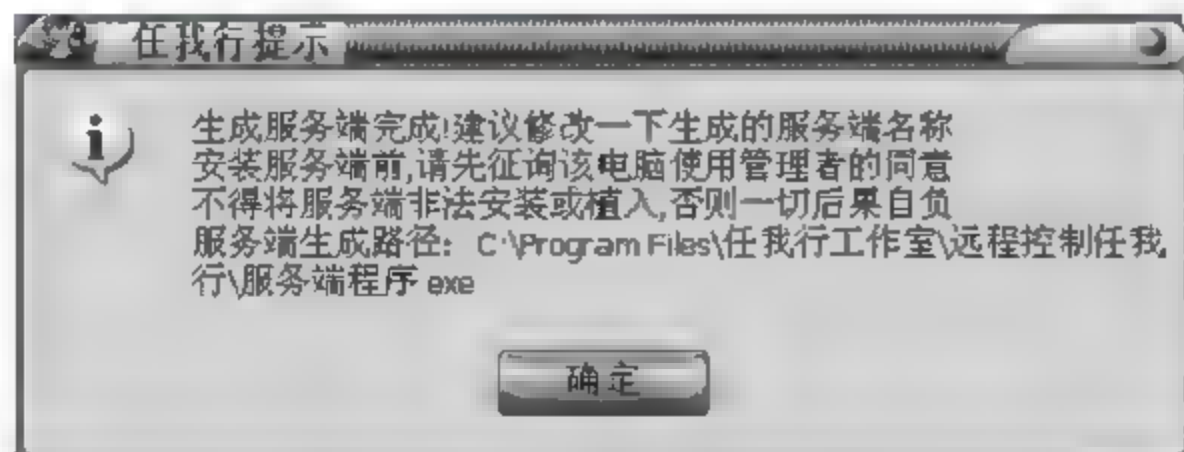 任我行提示
生成服务端完成!建议修改一下生成的服务端名称
安装服务端前,请先征询该电脑使用管理者的同意
不得将服务端非法安装或植入,否则一切后果自负
服务端生成路径：C:\Program Files\任我行工作室\远程控制任我
行\服务端程序.exe
确定